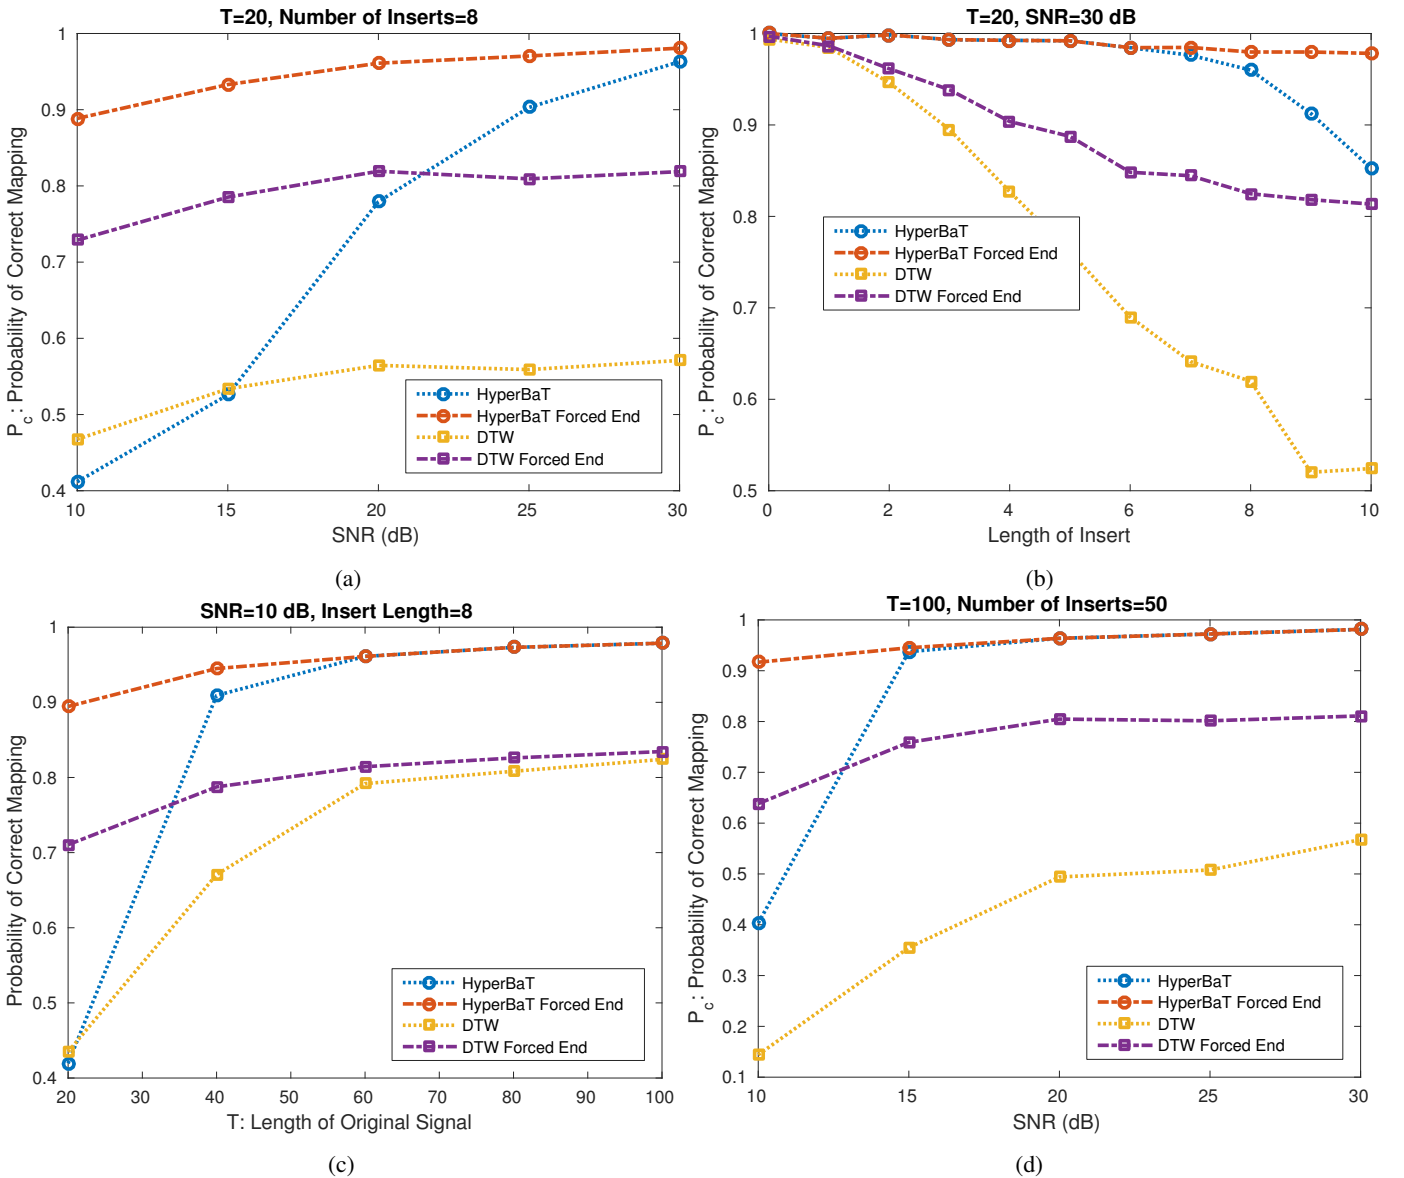 T=20, Number of Inserts=8
1
0.9
0.8
0.7
0.6
0.5
0.4
P_c : Probability of Correct Mapping
10 15 20 25 30
SNR (dB)
HyperBaT
HyperBaT Forced End
DTW
DTW Forced End
(a)
T=20, SNR=30 dB
1
0.9
0.8
0.7
0.6
0.5
P_c : Probability of Correct Mapping
0 2 4 6 8 10
Length of Insert
HyperBaT
HyperBaT Forced End
DTW
DTW Forced End
(b)
SNR=10 dB, Insert Length=8
1
0.9
0.8
0.7
0.6
0.5
0.4
Probability of Correct Mapping
20 30 40 50 60 70 80 90 100
T: Length of Original Signal
HyperBaT
HyperBaT Forced End
DTW
DTW Forced End
(c)
T=100, Number of Inserts=50
1
0.9
0.8
0.7
0.6
0.5
0.4
0.3
0.2
0.1
P_c : Probability of Correct Mapping
10 15 20 25 30
SNR (dB)
HyperBaT
HyperBaT Forced End
DTW
DTW Forced End
(d)